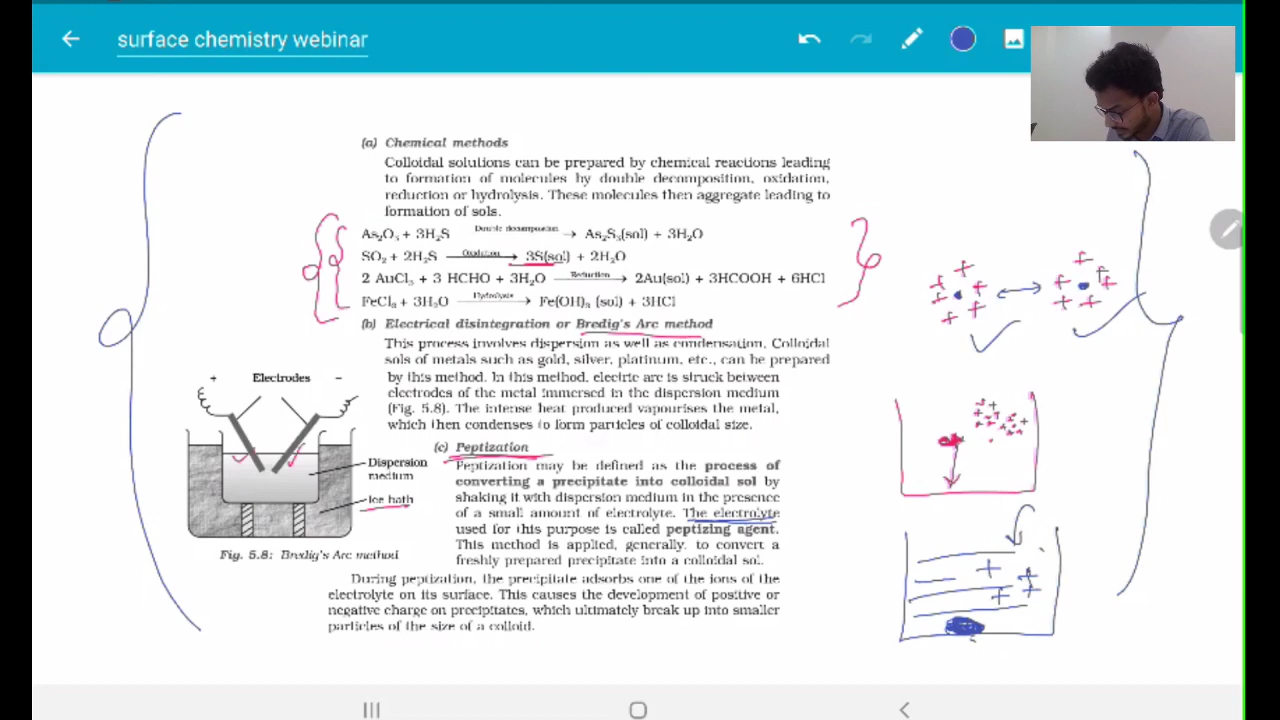 surface chemistry webinar
(a) Chemical methods
Colloidal solutions can be prepared by chemical reactions leading
to formation of molecules by double decomposition, oxidation,
reduction or hydrolysis. These molecules then aggregate leading to
formation of sols.
As₂O₃ + 3H₂S Double decomposition → As₂S₃(sol) + 3H₂O
SO₂ + 2H₂S Oxidation → 3S(sol) + 2H₂O
2 AuCl₃ + 3 HCHO + 3H₂O Reduction → 2Au(sol) + 3HCOOH + 6HCl
FeCl₃ + 3H₂O Hydrolysis → Fe(OH)₃ (sol) + 3HCl
(b) Electrical disintegration or Bredig's Arc method
This process involves dispersion as well as condensation. Colloidal
sols of metals such as gold, silver, platinum, etc., can be prepared
by this method. In this method, electric arc is struck between
electrodes of the metal immersed in the dispersion medium
(Fig. 5.8). The intense heat produced vapourises the metal,
which then condenses to form particles of colloidal size.
+ Electrodes −
Dispersion
medium
Ice bath
Fig. 5.8: Bredig's Arc method
(c) Peptization
Peptization may be defined as the process of
converting a precipitate into colloidal sol by
shaking it with dispersion medium in the presence
of a small amount of electrolyte. The electrolyte
used for this purpose is called peptizing agent.
This method is applied, generally, to convert a
freshly prepared precipitate into a colloidal sol.
During peptization, the precipitate adsorbs one of the ions of the
electrolyte on its surface. This causes the development of positive or
negative charge on precipitates, which ultimately break up into smaller
particles of the size of a colloid.